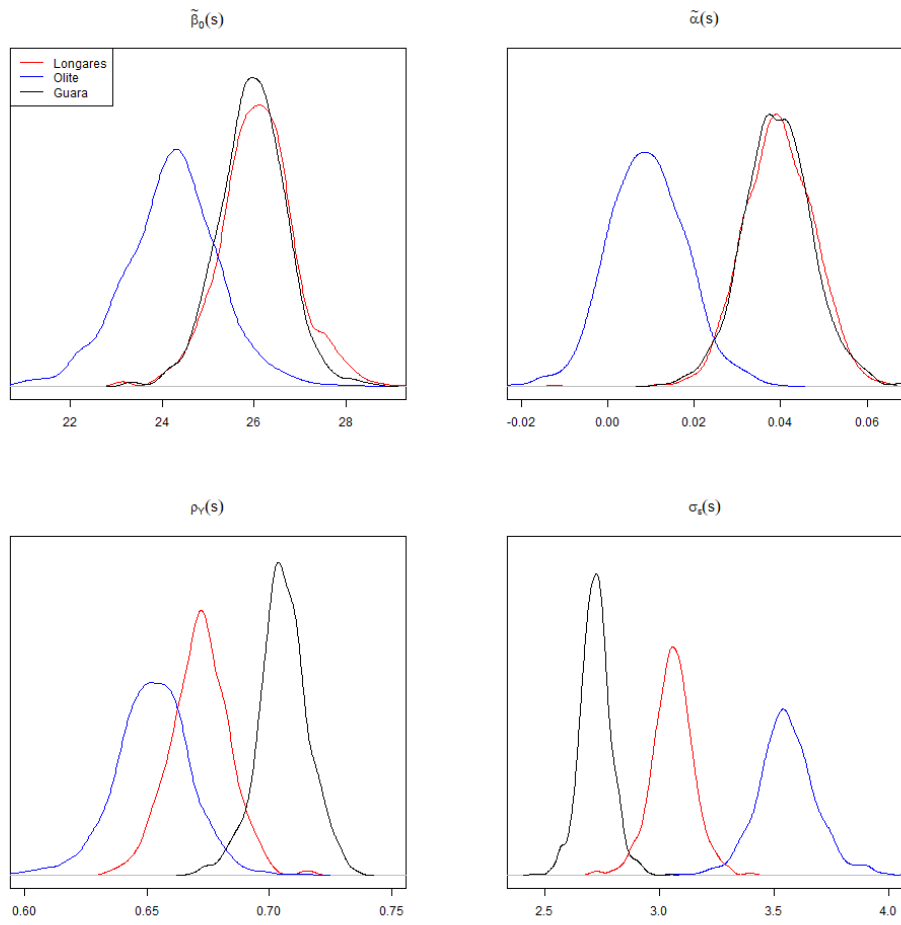 β̃₀(s)
α̃(s)
Longares
Olite
Guara
22 24 26 28
-0.02 0.00 0.02 0.04 0.06
ρY(s)
σε(s)
0.60 0.65 0.70 0.75
2.5 3.0 3.5 4.0